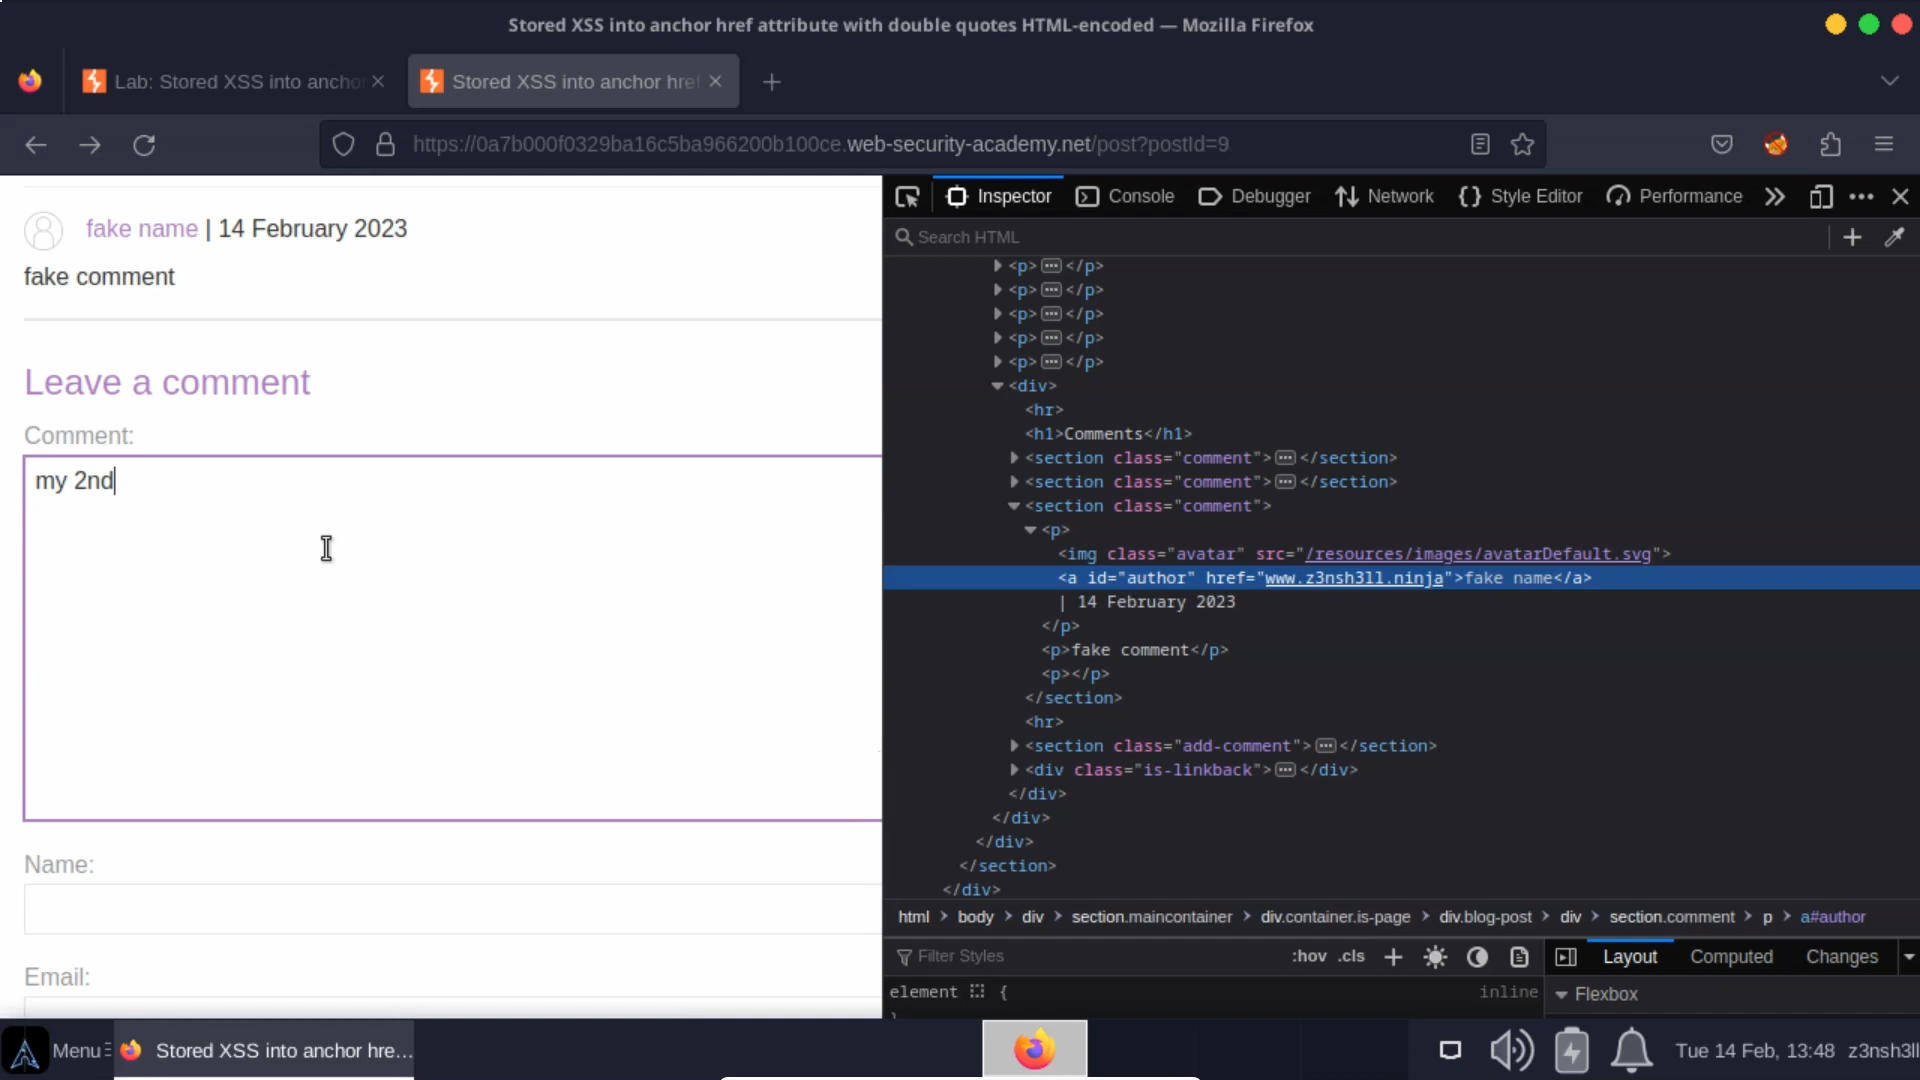 Stored XSS into anchor href attribute with double quotes HTML-encoded — Mozilla Firefox
Lab: Stored XSS into ancho
Stored XSS into anchor hre
https://0a7b000f0329ba16c5ba966200b100ce.web-security-academy.net/post?postId=9
fake name | 14 February 2023
fake comment
Leave a comment
Comment:
my 2nd
Name:
Email:
Inspector
Console
Debugger
Network
Style Editor
Performance
Search HTML
<p></p>
<p></p>
<p></p>
<p></p>
<p></p>
<div>
<hr>
<h1>Comments</h1>
<section class="comment"></section>
<section class="comment"></section>
<section class="comment">
<p>
<img class="avatar" src="/resources/images/avatarDefault.svg">
<a id="author" href="www.z3nsh3ll.ninja">fake name</a>
| 14 February 2023
</p>
<p>fake comment</p>
<p></p>
</section>
<hr>
<section class="add-comment"></section>
<div class="is-linkback"></div>
</div>
</div>
</div>
</section>
</div>
html > body > div > section.maincontainer > div.container.is-page > div.blog-post > div > section.comment > p > a#author
Filter Styles
:hov .cls
Layout
Computed
Changes
element {
inline
Flexbox
Menu
Stored XSS into anchor hre...
Tue 14 Feb, 13:48
z3nsh3ll